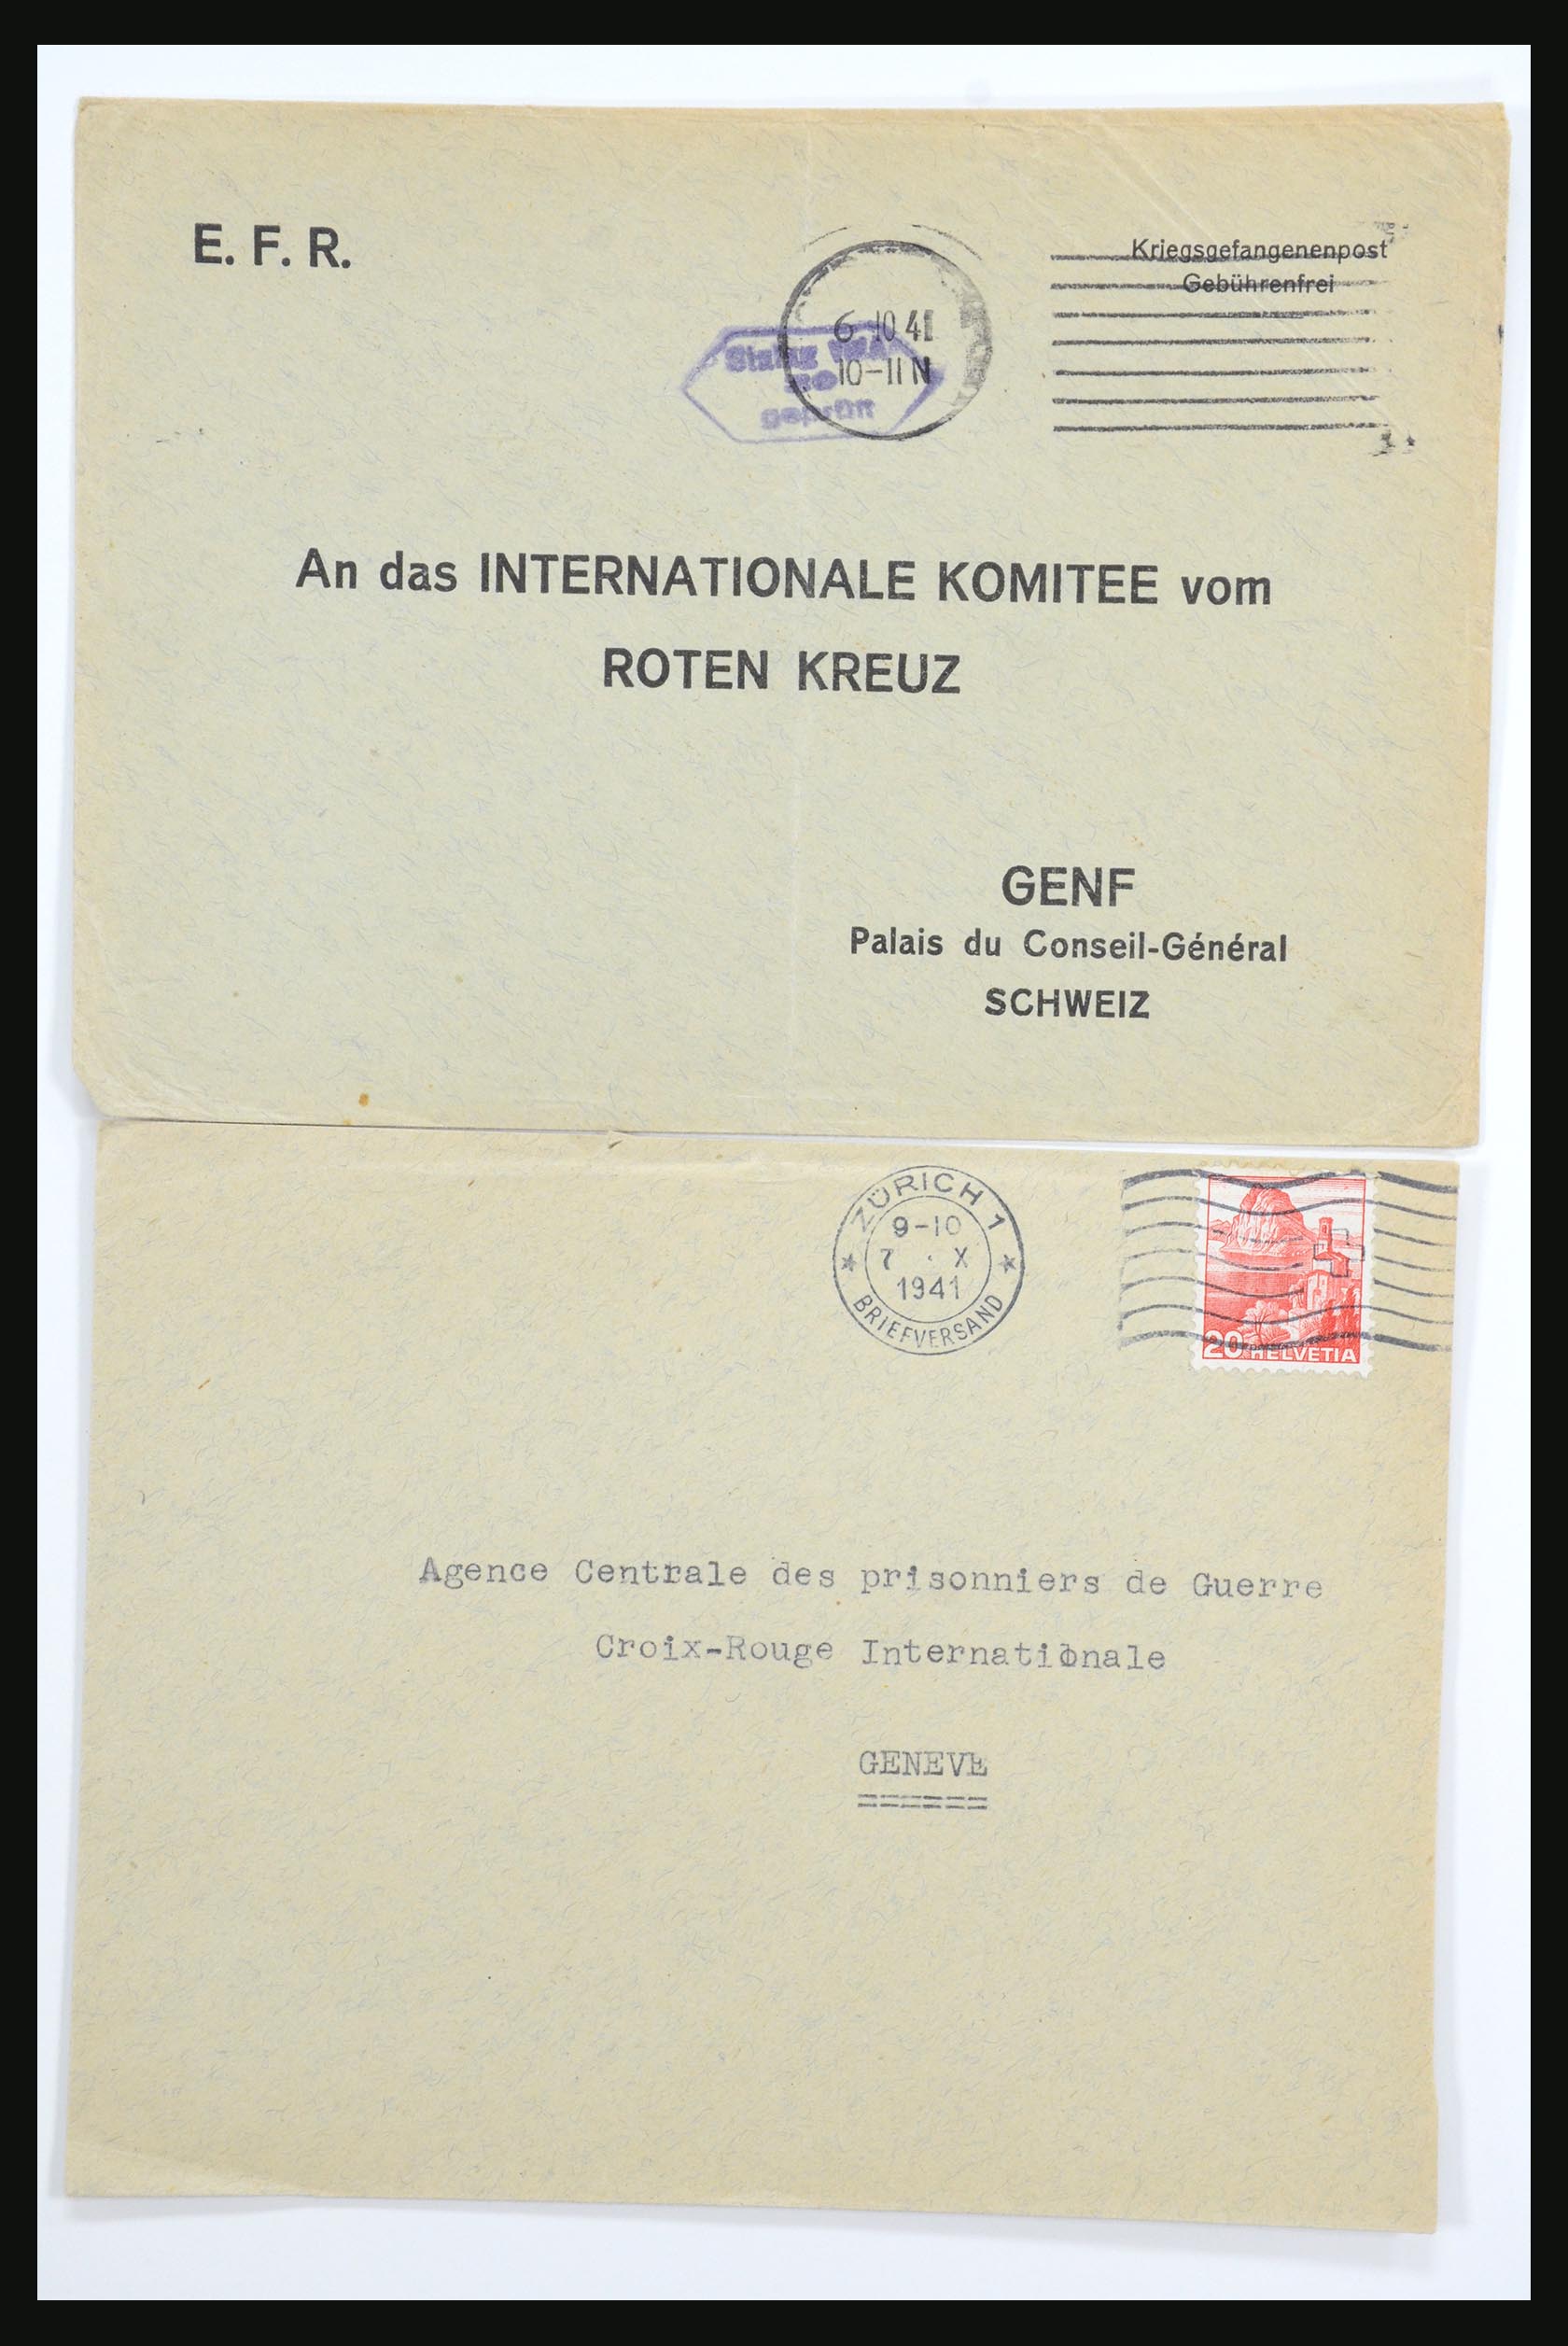 E. F. R.
Kriegsgefangenenpost
Gebührenfrei
6 10 41
10-11 N
Stalag
geprüft
An das INTERNATIONALE KOMITEE vom
ROTEN KREUZ
GENF
Palais du Conseil-Général
SCHWEIZ
ZÜRICH 1
9-10
7 · X
1941
BRIEFVERSAND
20 HELVETIA
Agence Centrale des prisonniers de Guerre
Croix-Rouge Internationale
GENEVE
======